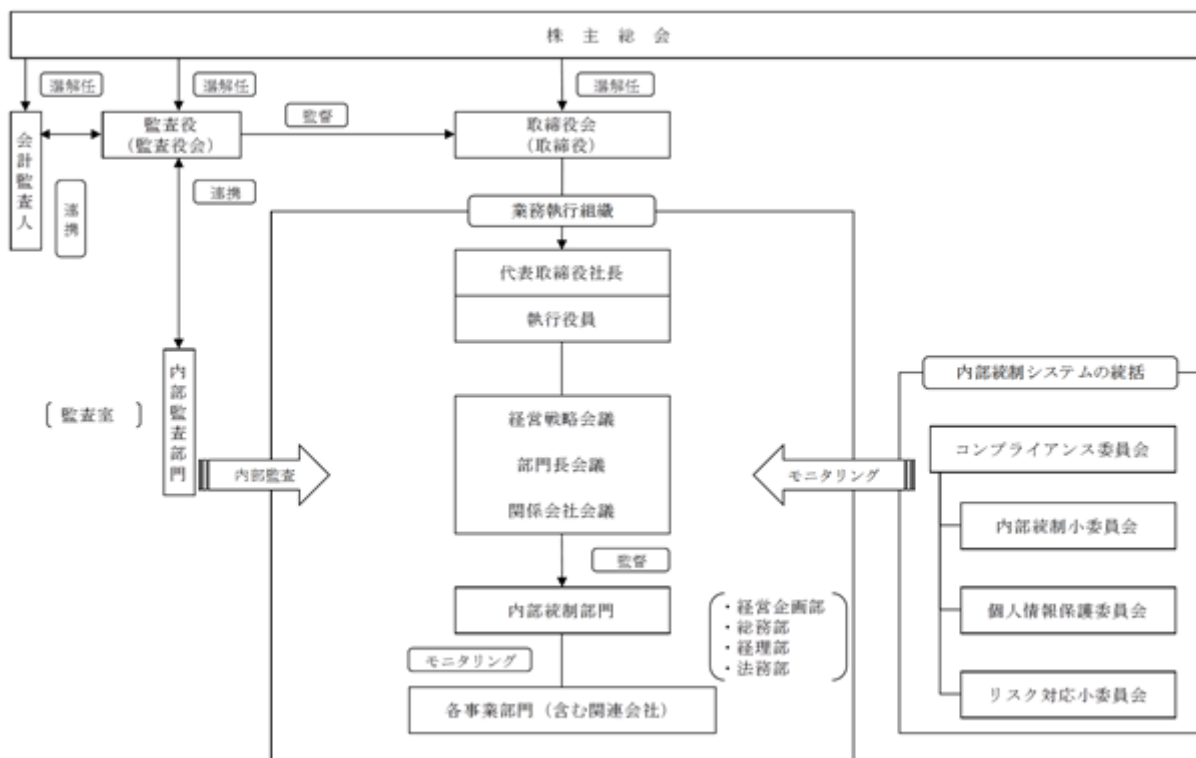 株主総会
選解任
選解任
選解任
会計監査人
監査役
(監査役会)
監督
取締役会
(取締役)
連携
連携
業務執行組織
代表取締役社長
執行役員
内部監査部門
監査室
内部監査
経営戦略会議
部門長会議
関係会社会議
モニタリング
内部統制システムの統括
コンプライアンス委員会
内部統制小委員会
個人情報保護委員会
リスク対応小委員会
監督
内部統制部門
・経営企画部
・総務部
・経理部
・法務部
モニタリング
各事業部門(含む関連会社)